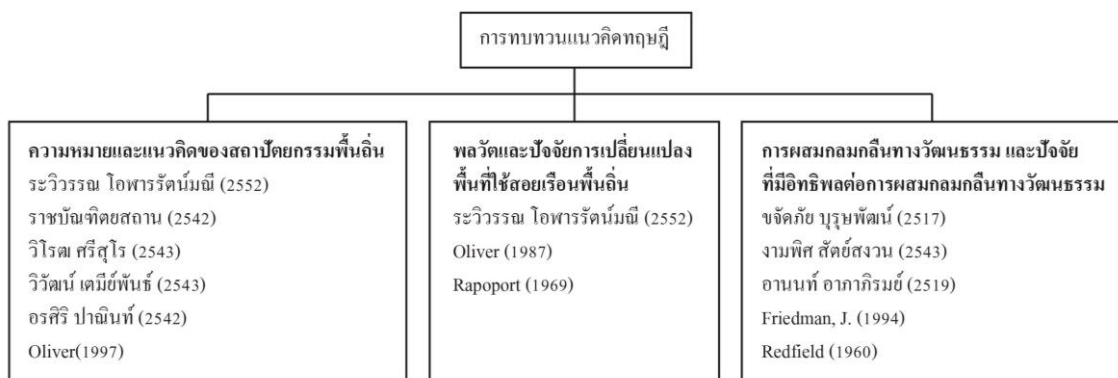 การทบทวนแนวคิดทฤษฎี
ความหมายและแนวคิดของสถาปัตยกรรมพื้นถิ่น
ระวิวรรณ โอฬารรัตน์มณี (2552)
ราชบัณฑิตยสถาน (2542)
วิโรฒ ศรีสุโร (2543)
วิวัฒน์ เตมีย์พันธ์ (2543)
อรศิริ ปาณินท์ (2542)
Oliver(1997)
พลวัตและปัจจัยการเปลี่ยนแปลง
พื้นที่ใช้สอยเรือนพื้นถิ่น
ระวิวรรณ โอฬารรัตน์มณี (2552)
Oliver (1987)
Rapoport (1969)
การผสมกลมกลืนทางวัฒนธรรม และปัจจัย
ที่มีอิทธิพลต่อการผสมกลมกลืนทางวัฒนธรรม
ขจัดภัย บุรุษพัฒน์ (2517)
งามพิศ สัตย์สงวน (2543)
อานนท์ อาภาภิรมย์ (2519)
Friedman, J. (1994)
Redfield (1960)